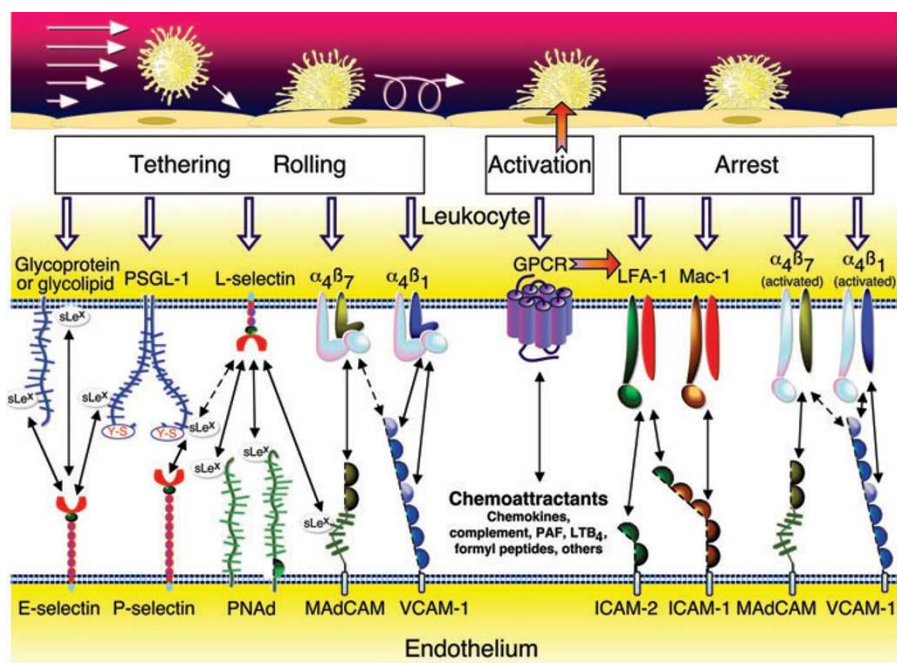 Tethering Rolling
Activation
Arrest
Leukocyte
Glycoprotein
or glycolipid
PSGL-1
L-selectin
α4β7
α4β1
GPCR
LFA-1
Mac-1
α4β7
(activated)
α4β1
(activated)
sLex
sLex
sLex
Y-S
Y-S
sLex
sLex
sLex
sLex
Chemoattractants
Chemokines,
complement, PAF, LTB4,
formyl peptides, others
E-selectin
P-selectin
PNAd
MAdCAM
VCAM-1
ICAM-2
ICAM-1
MAdCAM
VCAM-1
Endothelium